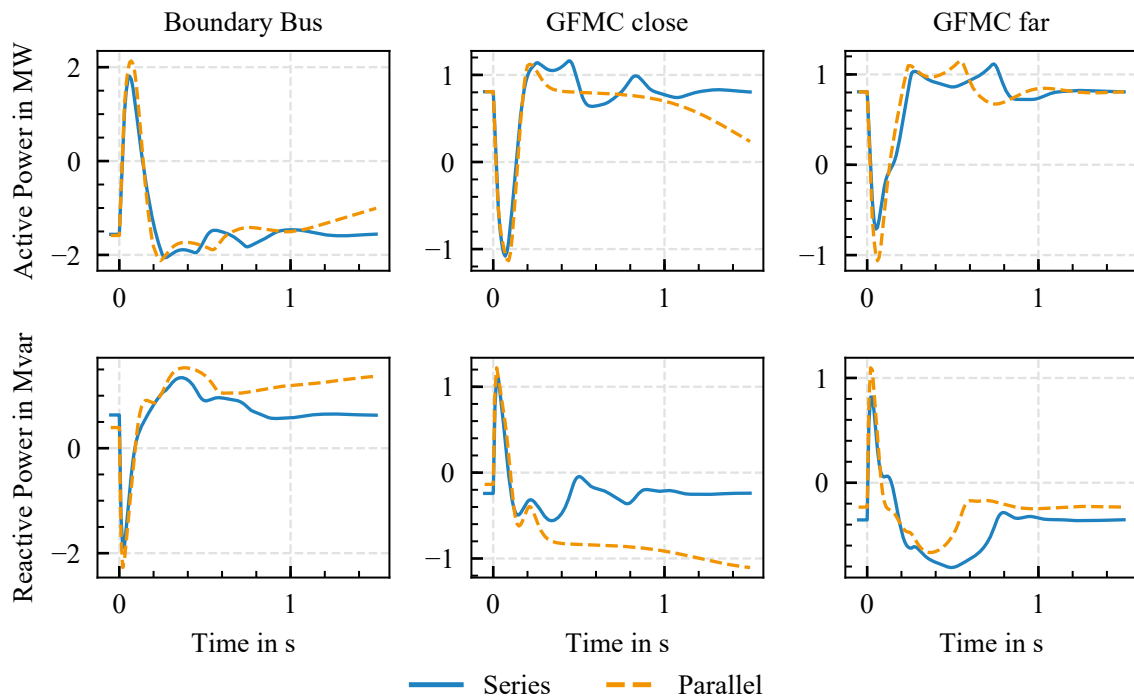 Boundary Bus
GFMC close
GFMC far
Active Power in MW
2
0
−2
0
1
1
0
−1
0
1
1
0
−1
0
1
Reactive Power in Mvar
0
−2
0
1
1
0
−1
0
1
1
0
0
1
Time in s
Time in s
Time in s
Series
Parallel